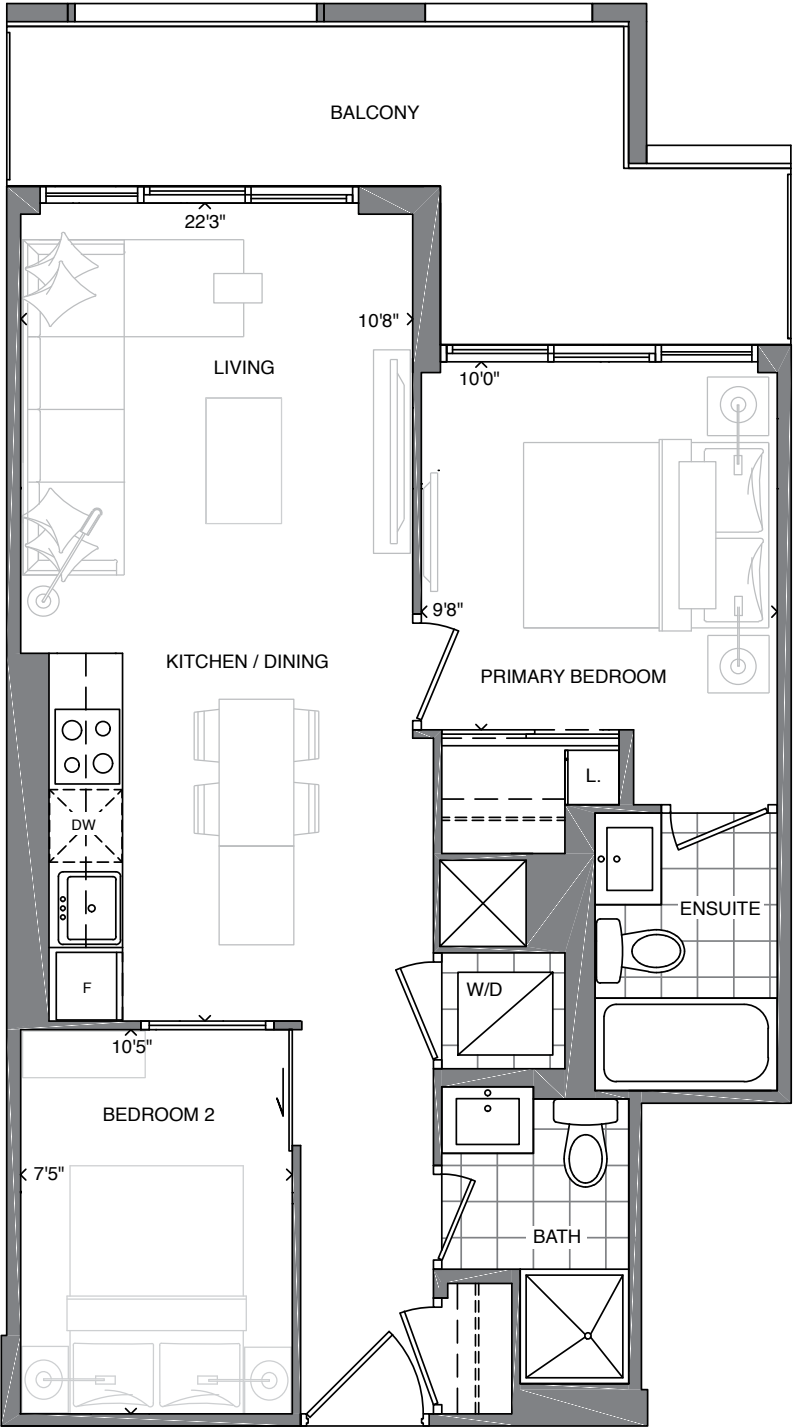 BALCONY
22'3"
10'8"
LIVING
10'0"
9'8"
KITCHEN / DINING
PRIMARY BEDROOM
L.
DW
ENSUITE
F
W/D
10'5"
BEDROOM 2
7'5"
BATH